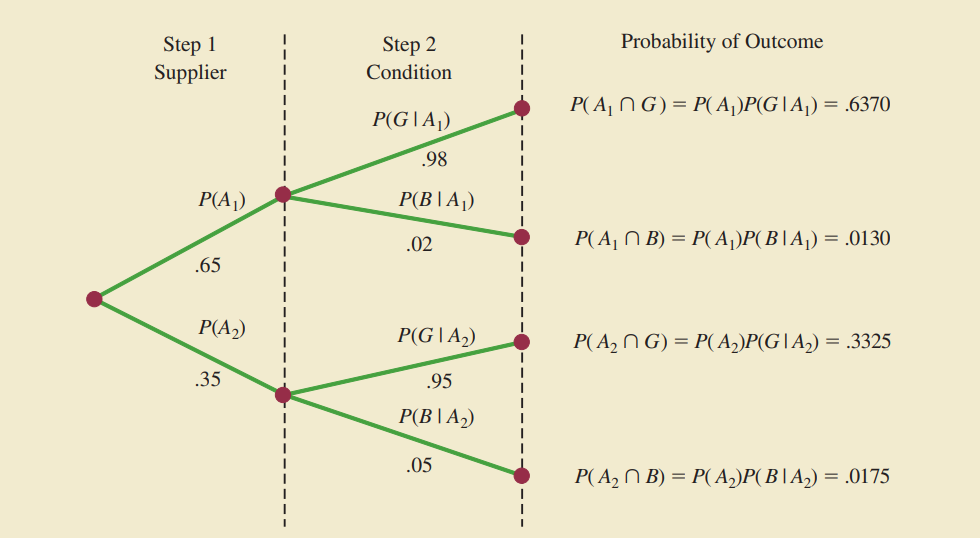 Step 1
Supplier
Step 2
Condition
Probability of Outcome
P(A₁)
.65
P(A₂)
.35
P(G | A₁)
.98
P(B | A₁)
.02
P(G | A₂)
.95
P(B | A₂)
.05
P(A₁ ∩ G) = P(A₁)P(G | A₁) = .6370
P(A₁ ∩ B) = P(A₁)P(B | A₁) = .0130
P(A₂ ∩ G) = P(A₂)P(G | A₂) = .3325
P(A₂ ∩ B) = P(A₂)P(B | A₂) = .0175